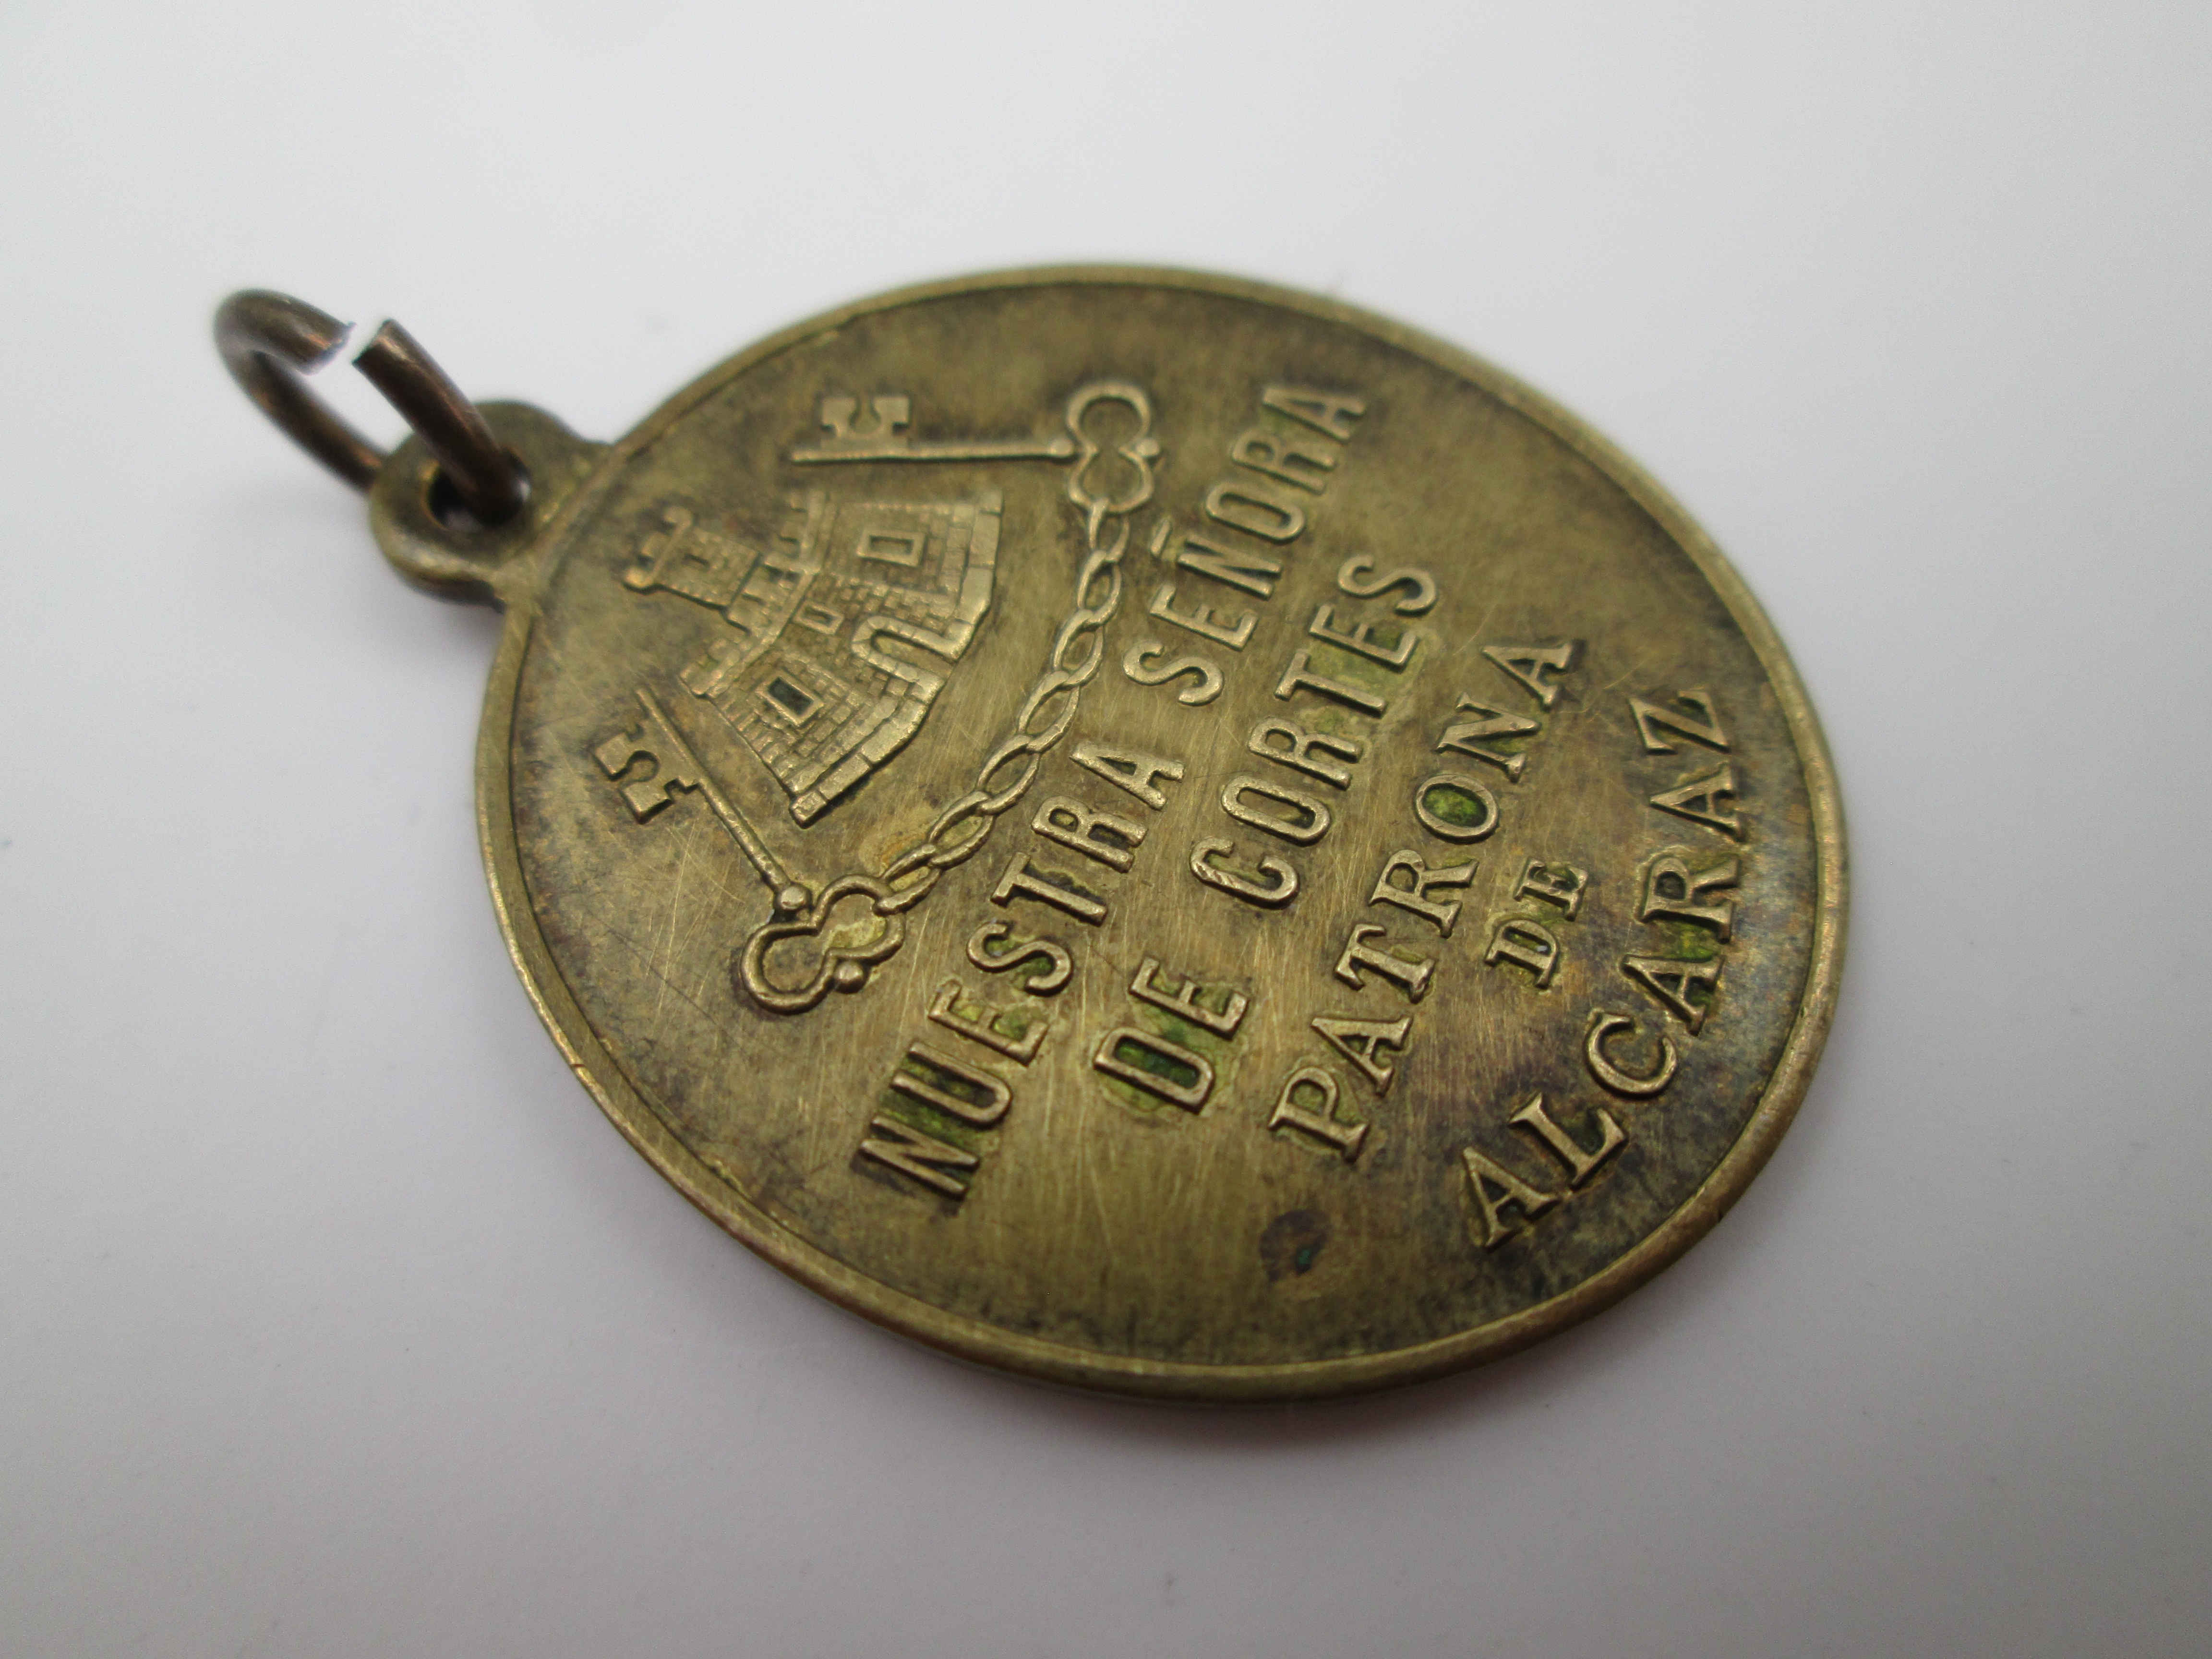 NUESTRA SEÑORA
DE CORTES
PATRONA
DE
ALCARAZ